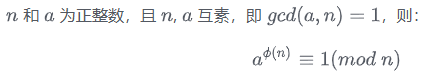 n 和 a 为正整数，且 n, a 互素，即 gcd(a, n) = 1，则：
a^{ϕ(n)} ≡ 1(mod n)